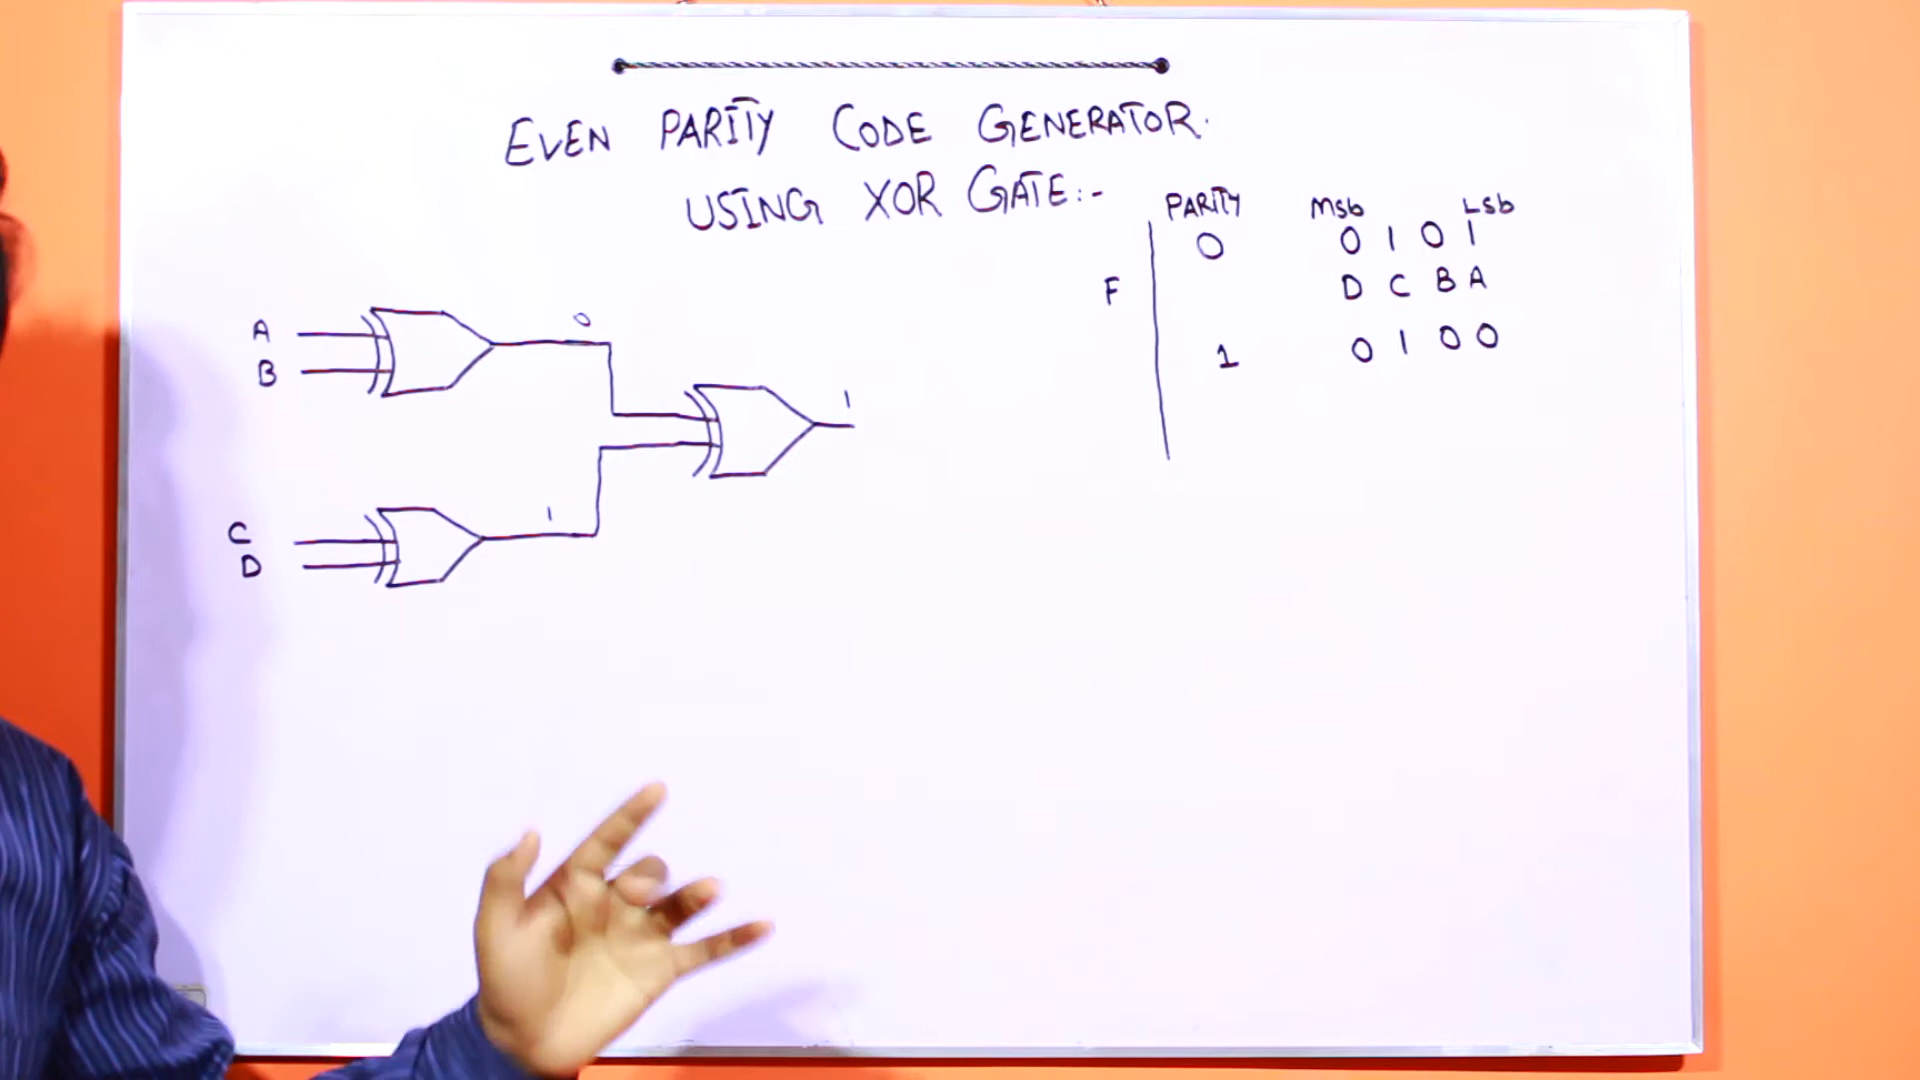 EVEN PARITY CODE GENERATOR.
USING XOR GATE:-
PARITY Msb Lsb
0 0 1 0 1
F D C B A
1 0 1 0 0
A 0
B
1
C 1
D